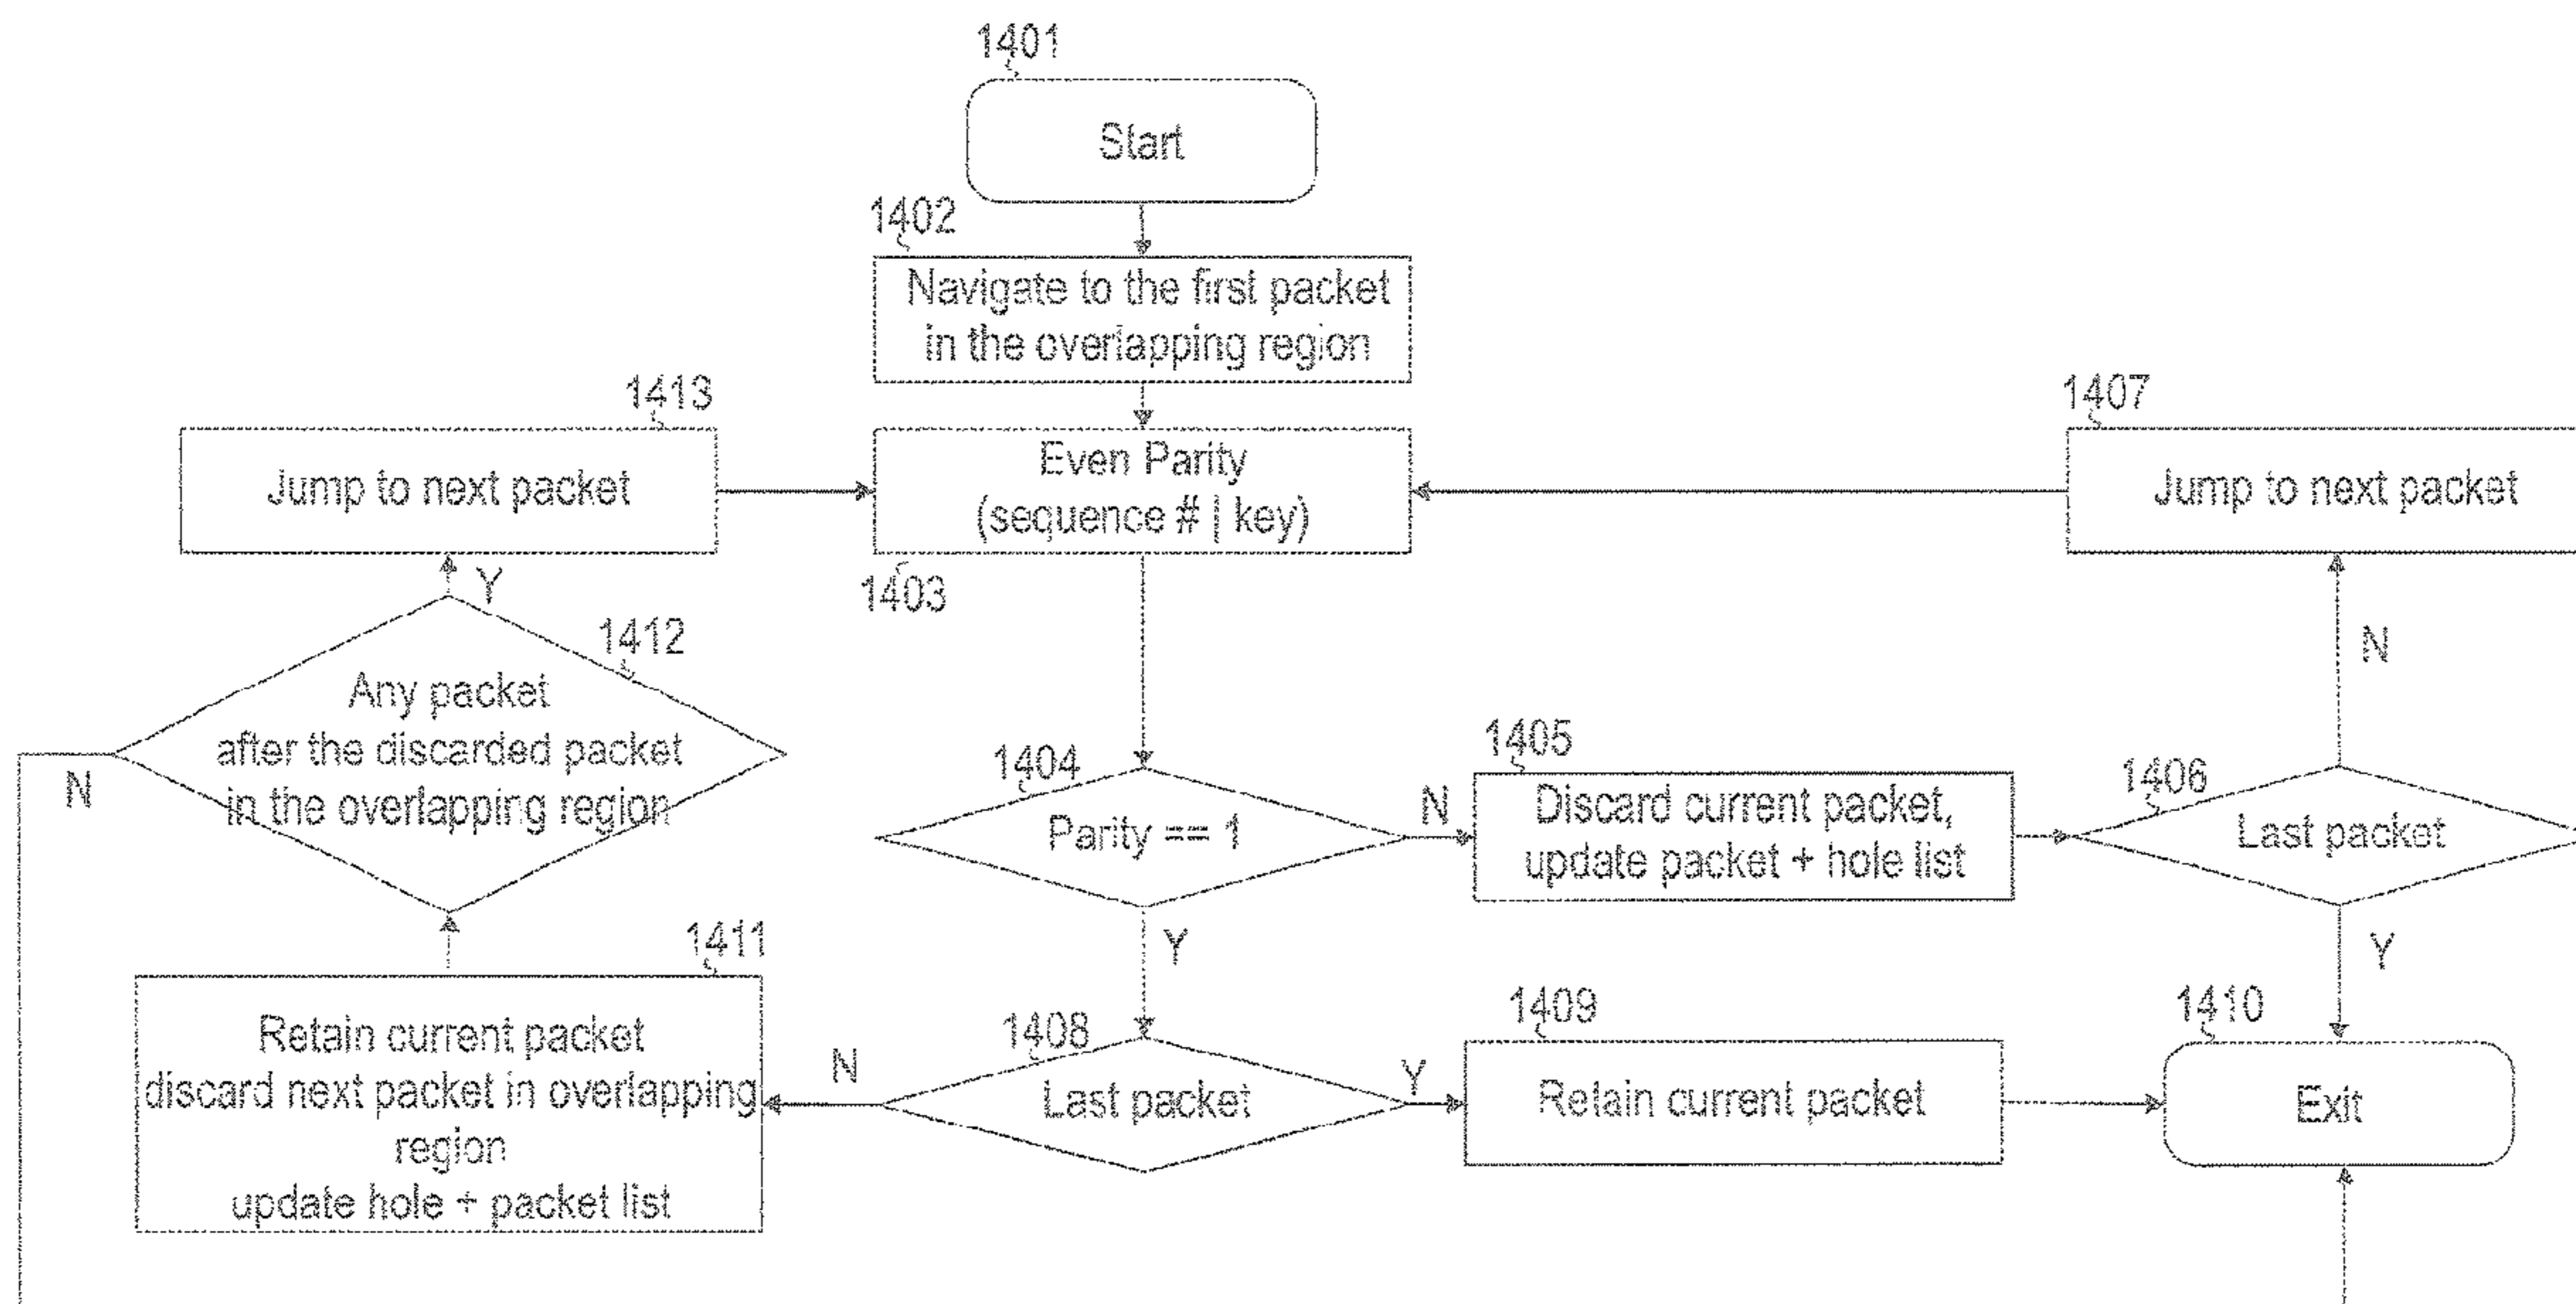 1401
Start
1402
Navigate to the first packet
in the overlapping region
1413
Jump to next packet
Even Parity
(sequence # | key)
1403
1407
Jump to next packet
Y
1412
Any packet
after the discarded packet
in the overlapping region
N
N
1404
Parity == 1
N
1405
Discard current packet,
update packet + hole list
1406
Last packet
Y
Y
1411
Retain current packet
discard next packet in overlapping
region
update hole + packet list
N
1408
Last packet
Y
1409
Retain current packet
1410
Exit